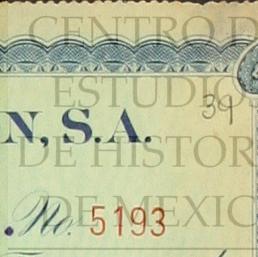 CENTRO D
ESTUDIO
39
N, S.A.
DE HISTOR
. No. 5193
DE MEXIC